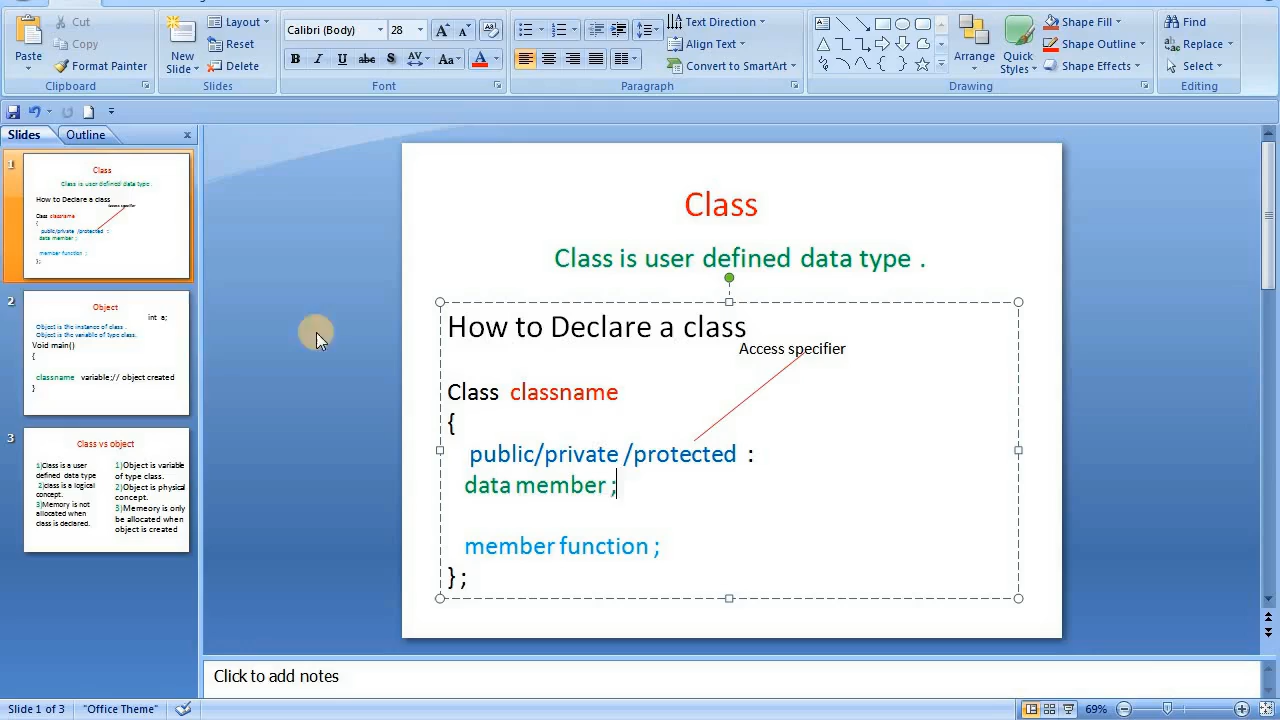 Cut
Copy
Format Painter
Paste
Clipboard
New
Slide
Layout
Reset
Delete
Slides
Calibri (Body) 28
B I U abc S AV Aa A
Font
Text Direction
Align Text
Convert to SmartArt
Paragraph
Arrange
Quick
Styles
Shape Fill
Shape Outline
Shape Effects
Drawing
Find
Replace
Select
Editing
Slides Outline
1
Class
Class is user defined data type .
How to Declare a class
Access specifier
Class classname
{
public/private /protected :
data member ;
member function ;
} ;
2
Object
int a;
Object is the instance of class .
Object is the variable of type class.
Void main()
{
classname variable;// object created
}
3
Class vs object
1)Class is a user
defined data type
2)class is a logical
concept.
3)Memory is not
allocated when
class is declared.
1)Object is variable
of type class.
2)Object is physical
concept.
3)Memeory is only
be allocated when
object is created
Class
Class is user defined data type .
How to Declare a class
Access specifier
Class classname
{
public/private /protected :
data member ;
member function ;
} ;
Click to add notes
Slide 1 of 3 "Office Theme" 69%